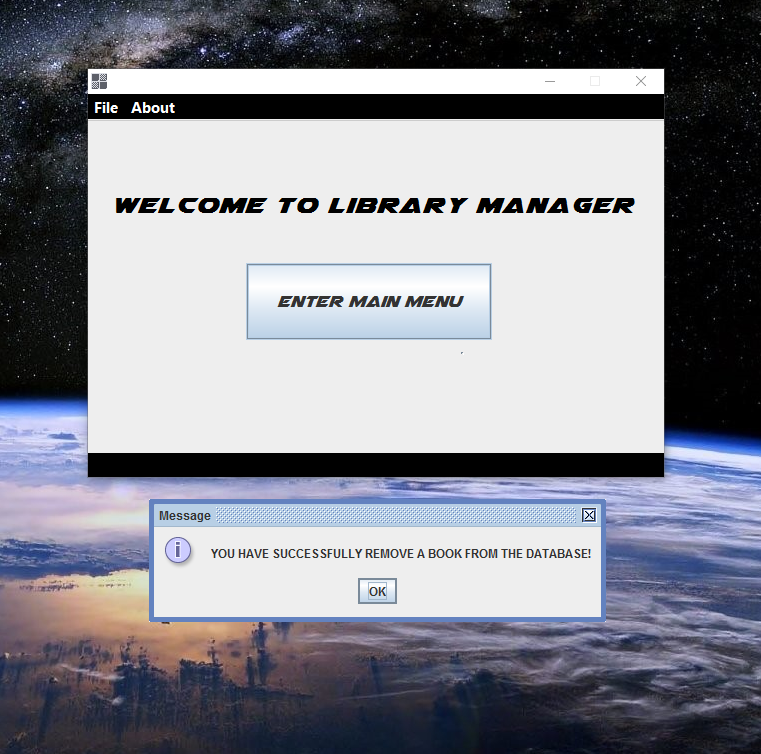 File About
WELCOME TO LIBRARY MANAGER
ENTER MAIN MENU
Message
YOU HAVE SUCCESSFULLY REMOVE A BOOK FROM THE DATABASE!
OK